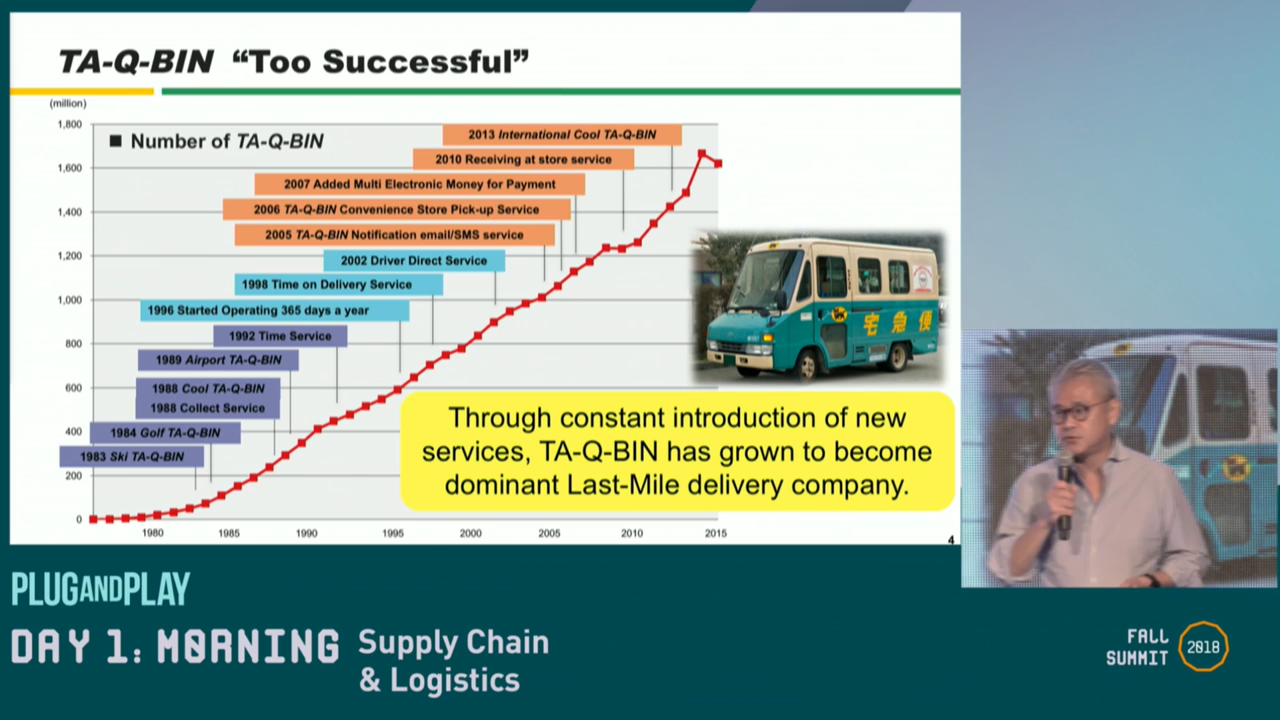 TA-Q-BIN “Too Successful”
(million)
1,800
1,600
1,400
1,200
1,000
800
600
400
200
0
■ Number of TA-Q-BIN
2013 International Cool TA-Q-BIN
2010 Receiving at store service
2007 Added Multi Electronic Money for Payment
2006 TA-Q-BIN Convenience Store Pick-up Service
2005 TA-Q-BIN Notification email/SMS service
2002 Driver Direct Service
1998 Time on Delivery Service
1996 Started Operating 365 days a year
1992 Time Service
1989 Airport TA-Q-BIN
1988 Cool TA-Q-BIN
1988 Collect Service
1984 Golf TA-Q-BIN
1983 Ski TA-Q-BIN
宅急便
Through constant introduction of new
services, TA-Q-BIN has grown to become
dominant Last-Mile delivery company.
1980 1985 1990 1995 2000 2005 2010 2015
4
PLUGANDPLAY
DAY 1: MORNING
Supply Chain
& Logistics
FALL
SUMMIT
2018